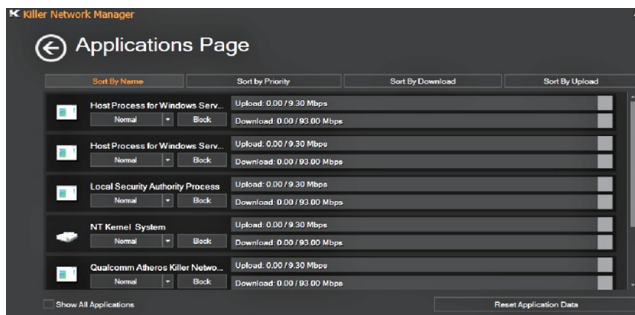 Killer Network Manager
Applications Page
Sort By Name Sort by Priority Sort By Download Sort By Upload
Host Process for Windows Serv...
Upload: 0.00 / 9.30 Mbps
Normal Block
Download: 0.00 / 93.00 Mbps
Host Process for Windows Serv...
Upload: 0.00 / 9.30 Mbps
Normal Block
Download: 0.00 / 93.00 Mbps
Local Security Authority Process
Upload: 0.00 / 9.30 Mbps
Normal Block
Download: 0.00 / 93.00 Mbps
NT Kernel System
Upload: 0.00 / 9.30 Mbps
Normal Block
Download: 0.00 / 93.00 Mbps
Qualcomm Atheros Killer Netwo...
Upload: 0.00 / 9.30 Mbps
Normal Block
Download: 0.00 / 93.00 Mbps
Show All Applications Reset Application Data